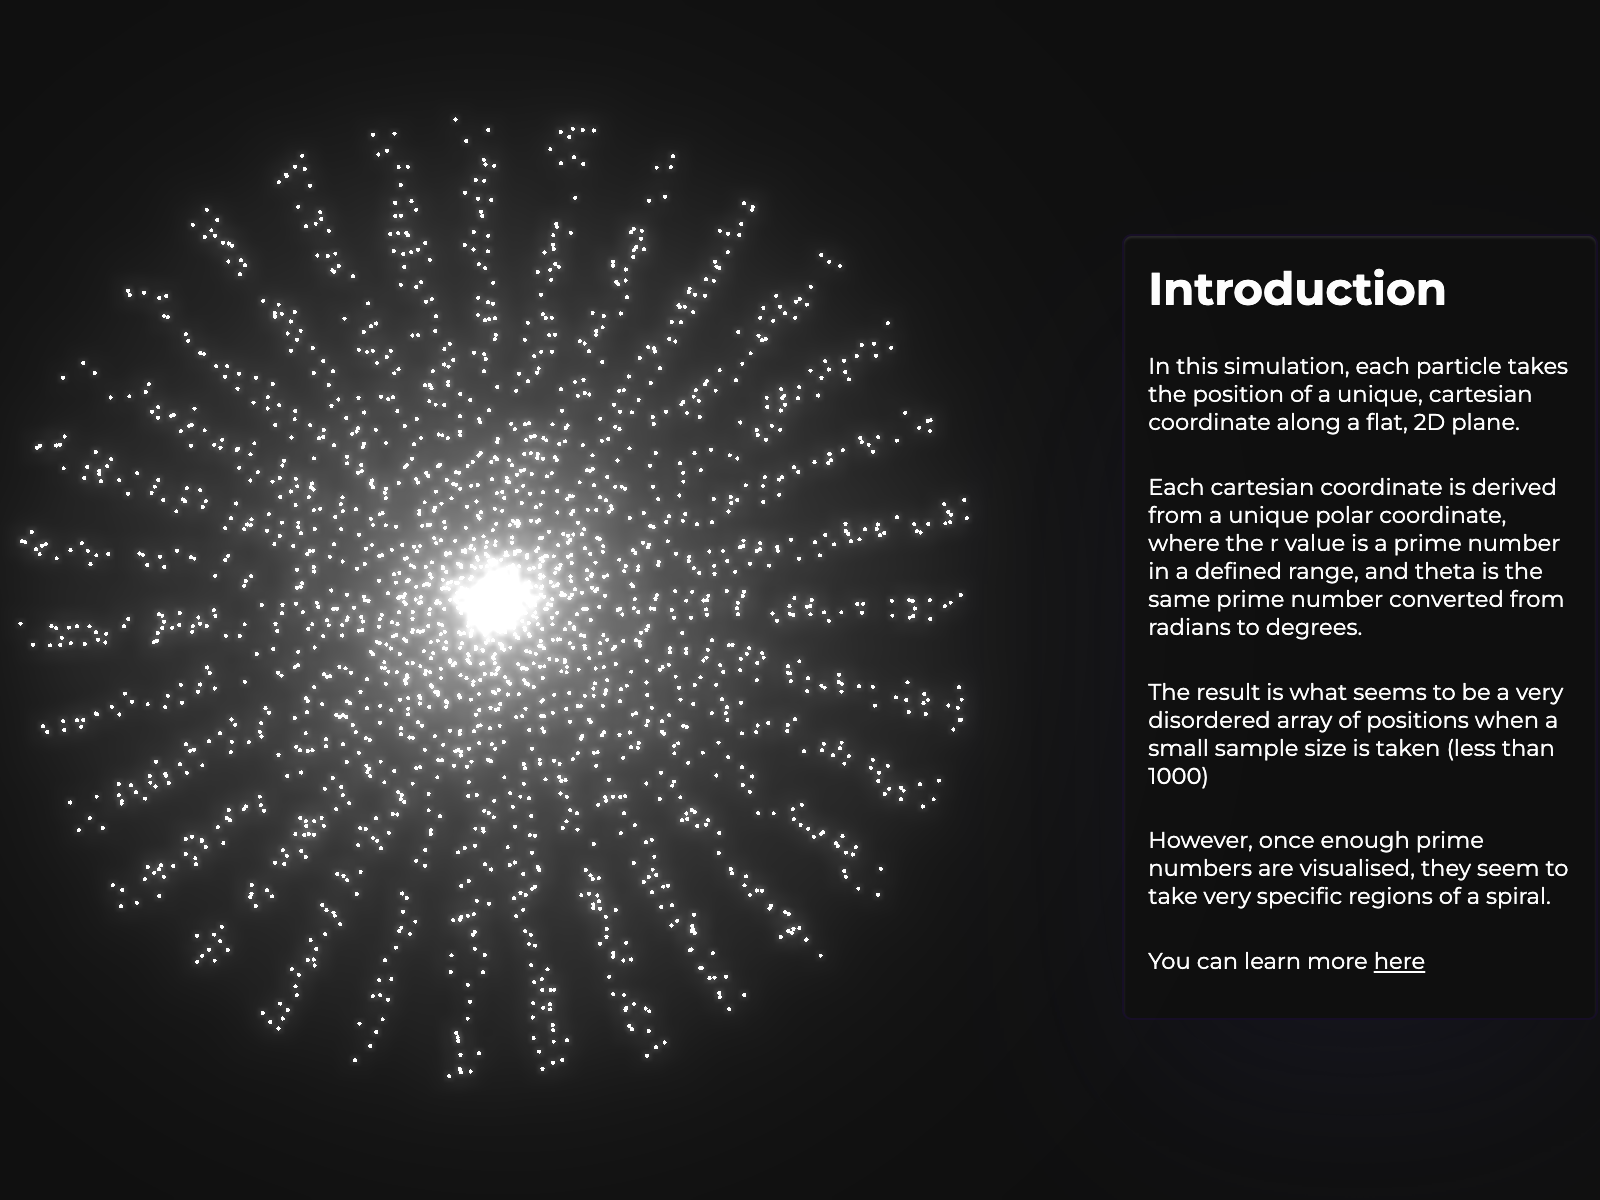 Introduction
In this simulation, each particle takes
the position of a unique, cartesian
coordinate along a flat, 2D plane.
Each cartesian coordinate is derived
from a unique polar coordinate,
where the r value is a prime number
in a defined range, and theta is the
same prime number converted from
radians to degrees.
The result is what seems to be a very
disordered array of positions when a
small sample size is taken (less than
1000)
However, once enough prime
numbers are visualised, they seem to
take very specific regions of a spiral.
You can learn more here